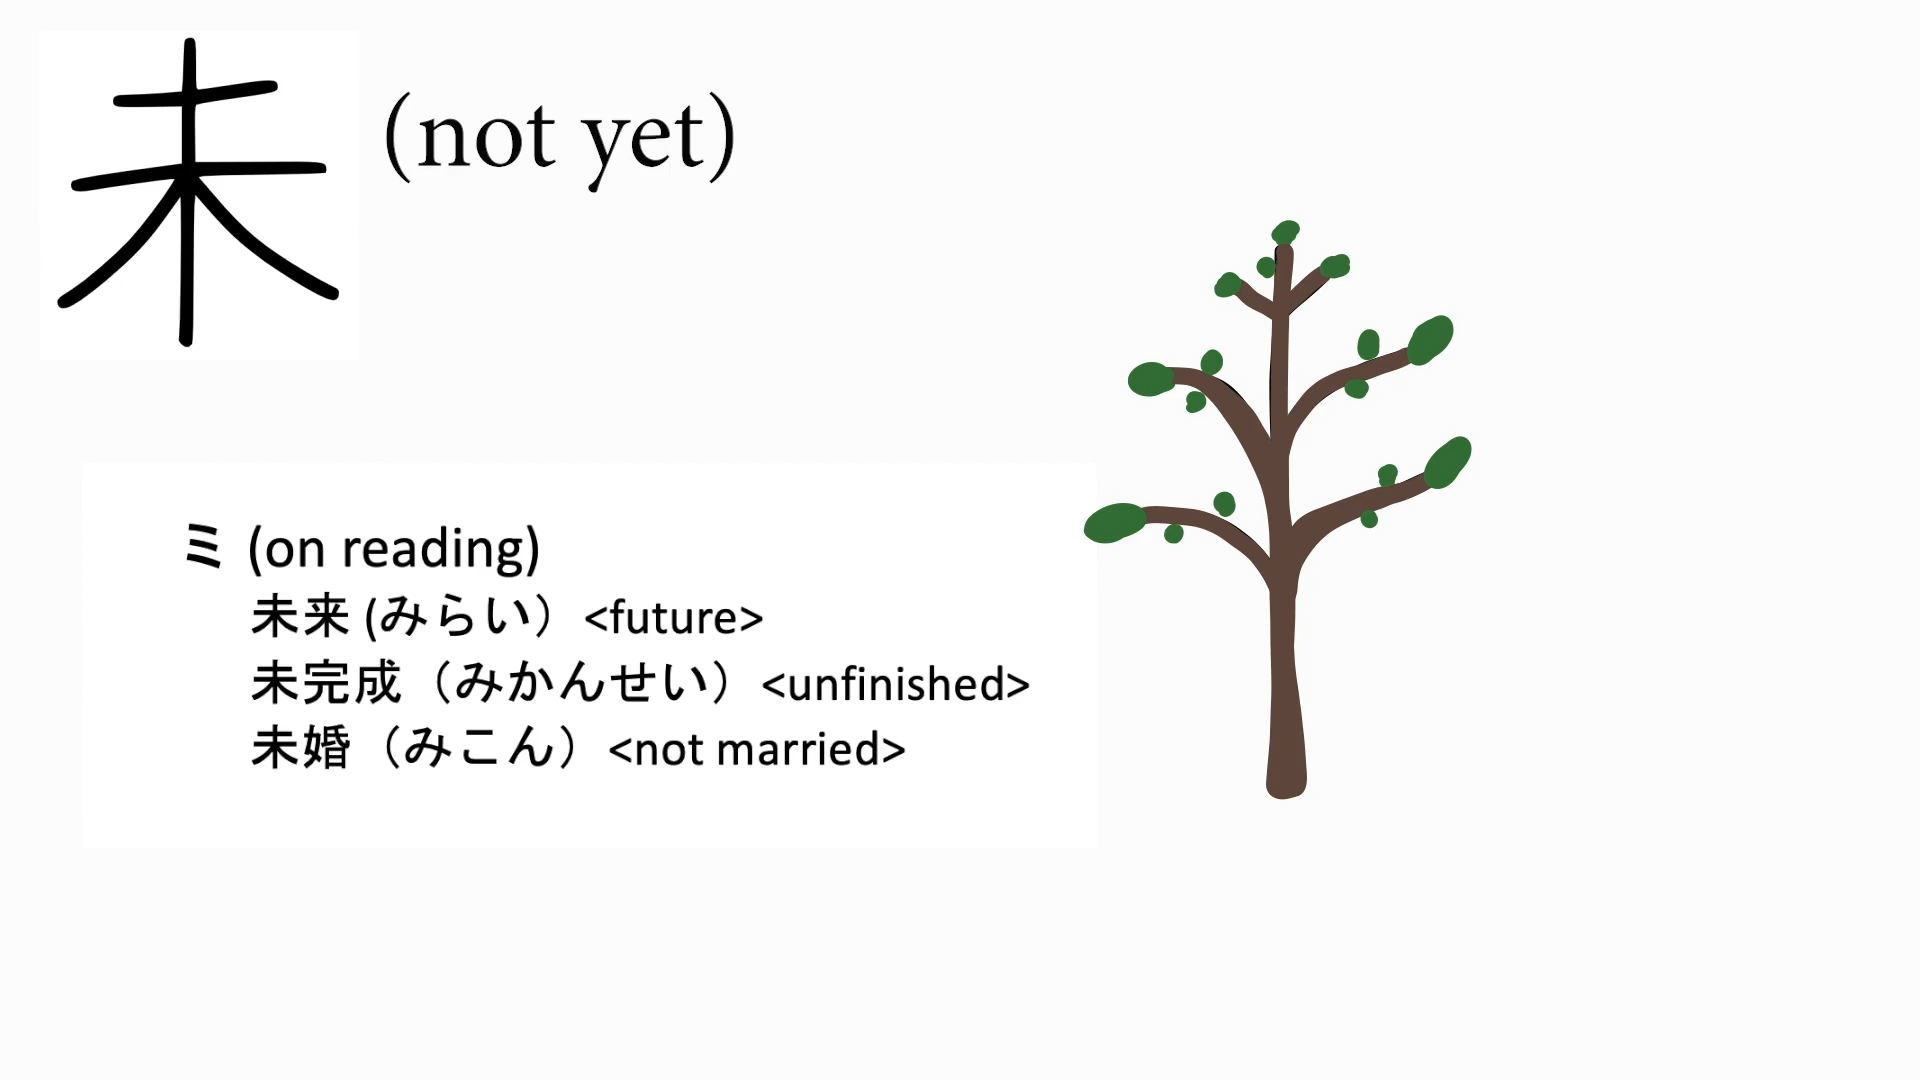 未 (not yet)
ミ (on reading)
未来 (みらい）<future>
未完成（みかんせい）<unfinished>
未婚（みこん）<not married>